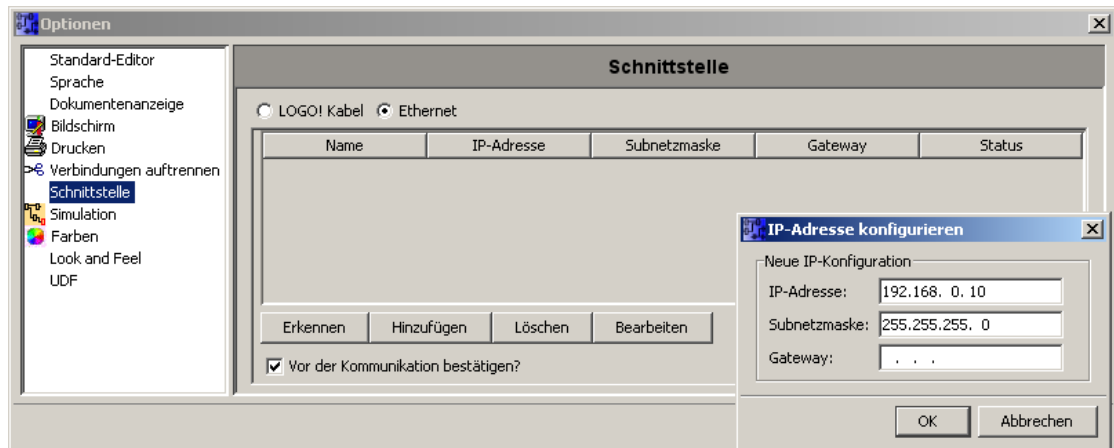 Optionen
Standard-Editor
Sprache
Dokumentenanzeige
Bildschirm
Drucken
Verbindungen auftrennen
Schnittstelle
Simulation
Farben
Look and Feel
UDF
Schnittstelle
LOGO! Kabel Ethernet
Name IP-Adresse Subnetzmaske Gateway Status
Erkennen Hinzufügen Löschen Bearbeiten
Vor der Kommunikation bestätigen?
IP-Adresse konfigurieren
Neue IP-Konfiguration
IP-Adresse: 192.168. 0. 10
Subnetzmaske: 255.255.255. 0
Gateway: . . .
OK Abbrechen